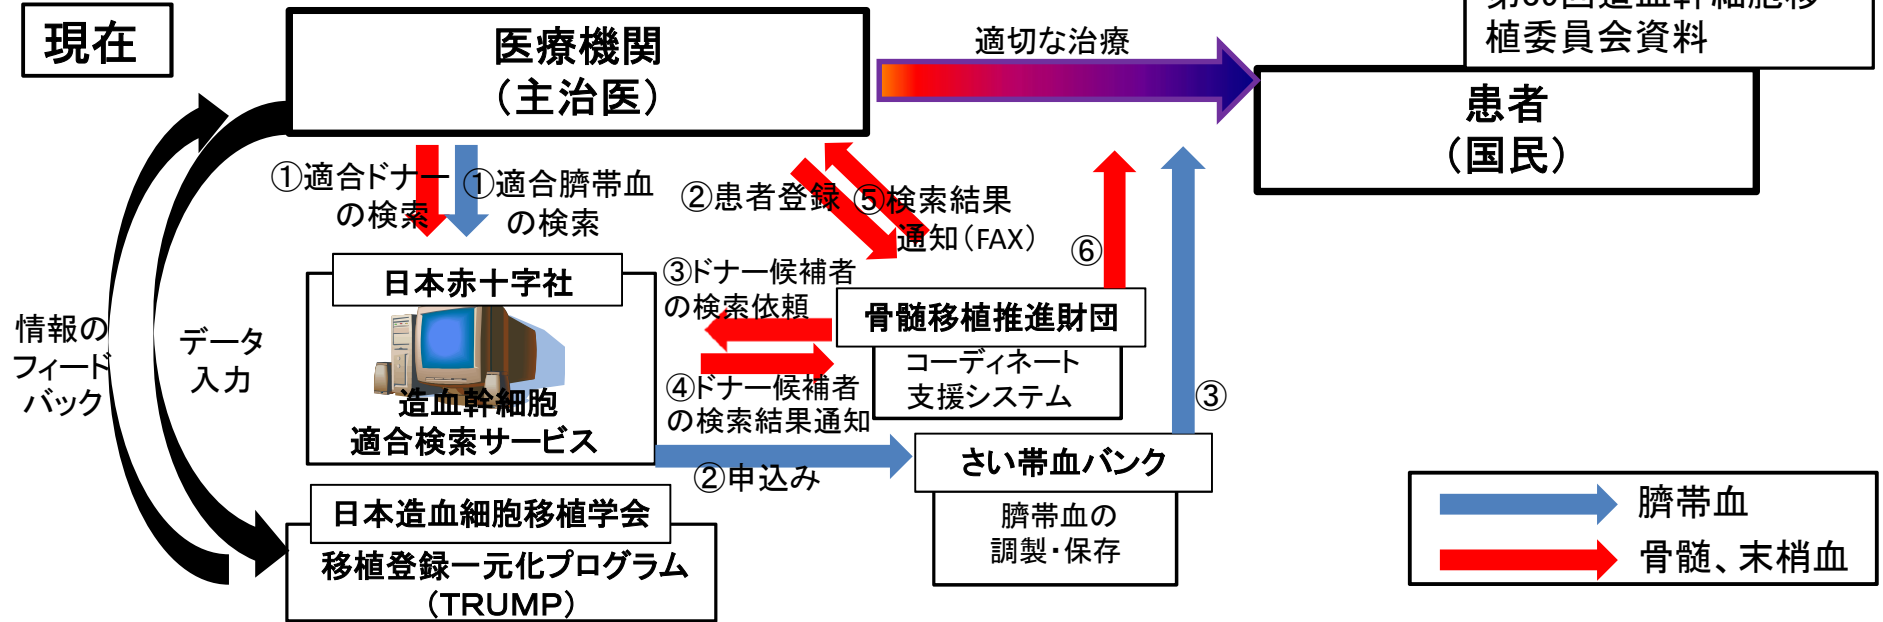 現在
医療機関
（主治医）
適切な治療
植委員会資料
患者
（国民）
①適合ドナー
の検索
①適合臍帯血
の検索
②患者登録
⑤検索結果
通知（FAX）
⑥
③
日本赤十字社
造血幹細胞
適合検索サービス
③ドナー候補者
の検索依頼
④ドナー候補者
の検索結果通知
骨髄移植推進財団
コーディネート
支援システム
②申込み
さい帯血バンク
臍帯血の
調製・保存
情報の
フィード
バック
データ
入力
日本造血細胞移植学会
移植登録一元化プログラム
（ＴＲＵＭＰ）
臍帯血
骨髄、末梢血